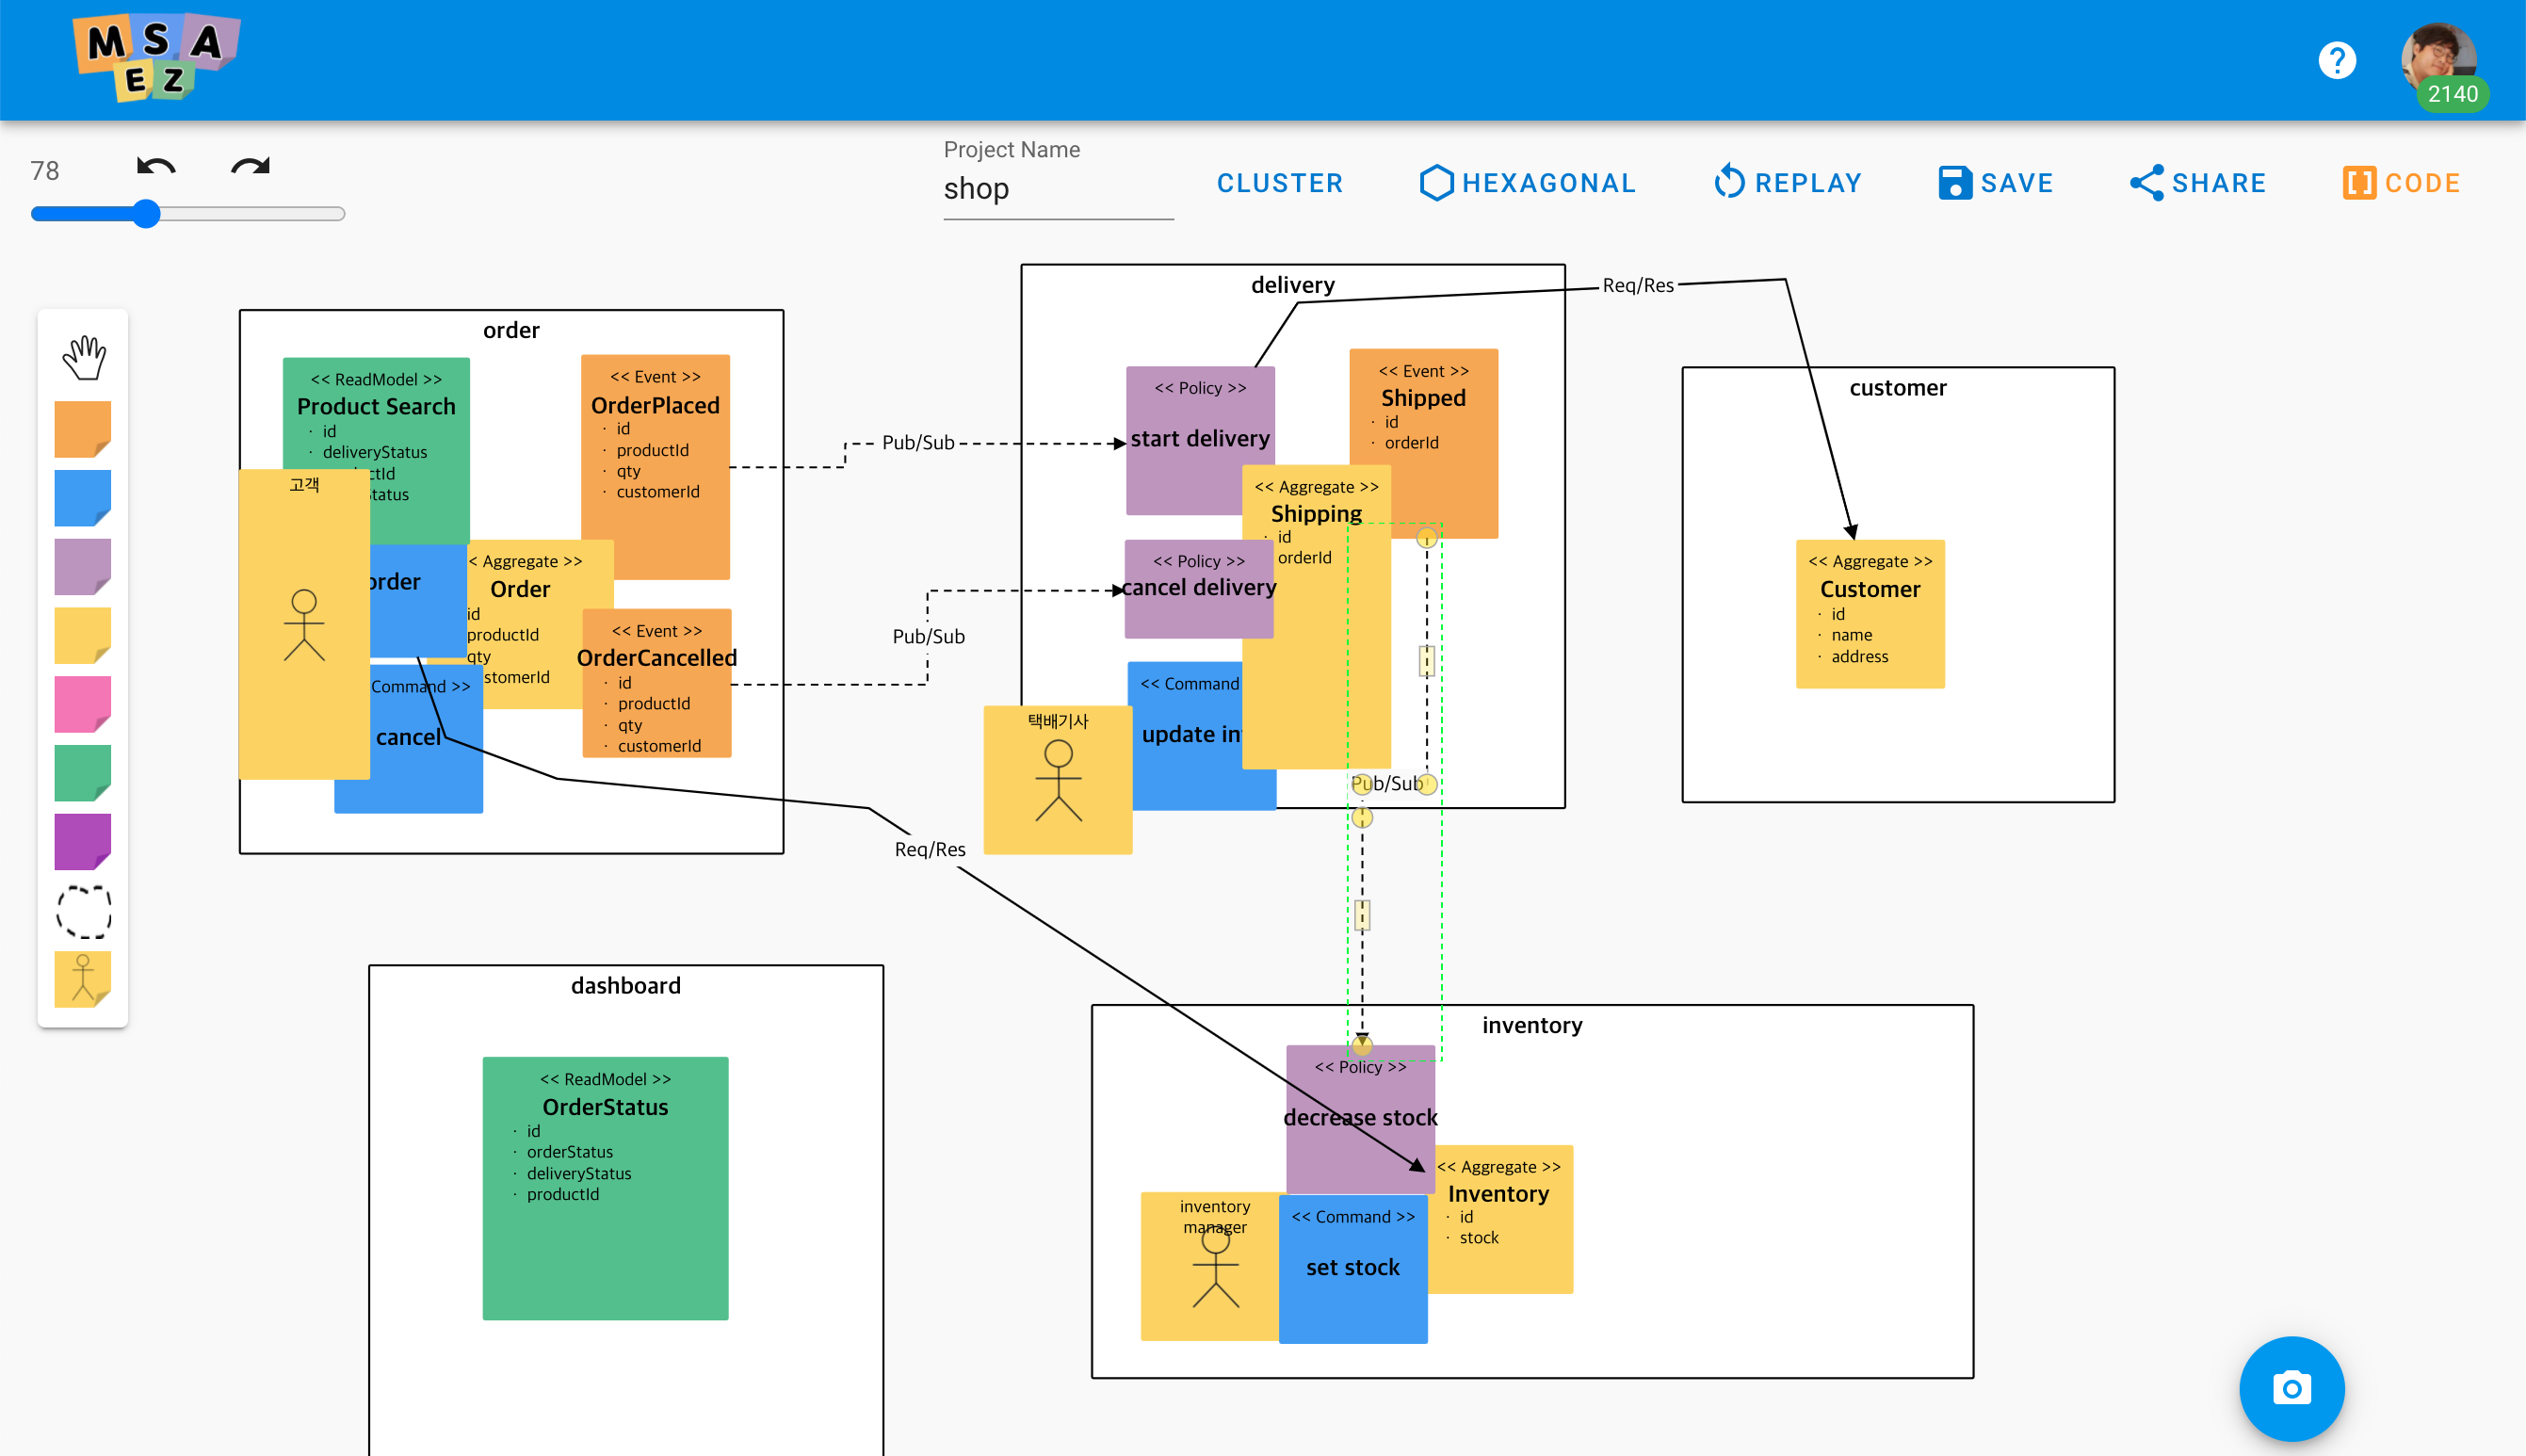 MSA
EZ
2140
78
Project Name
shop
CLUSTER
HEXAGONAL
REPLAY
SAVE
SHARE
CODE
order
<< ReadModel >>
Product Search
· id
· deliveryStatus
ctId
tatus
고객
order
Command >>
cancel
< Aggregate >>
Order
id
productId
qty
stomerId
<< Event >>
OrderPlaced
· id
· productId
· qty
· customerId
<< Event >>
OrderCancelled
· id
· productId
· qty
· customerId
Pub/Sub
Pub/Sub
Req/Res
delivery
<< Policy >>
start delivery
<< Event >>
Shipped
· id
· orderId
<< Aggregate >>
Shipping
· id
orderId
<< Policy >>
cancel delivery
<< Command
update in
택배기사
Pub/Sub
Req/Res
customer
<< Aggregate >>
Customer
· id
· name
· address
dashboard
<< ReadModel >>
OrderStatus
· id
· orderStatus
· deliveryStatus
· productId
inventory
<< Policy >>
decrease stock
<< Aggregate >>
Inventory
· id
· stock
inventory
manager
<< Command >>
set stock